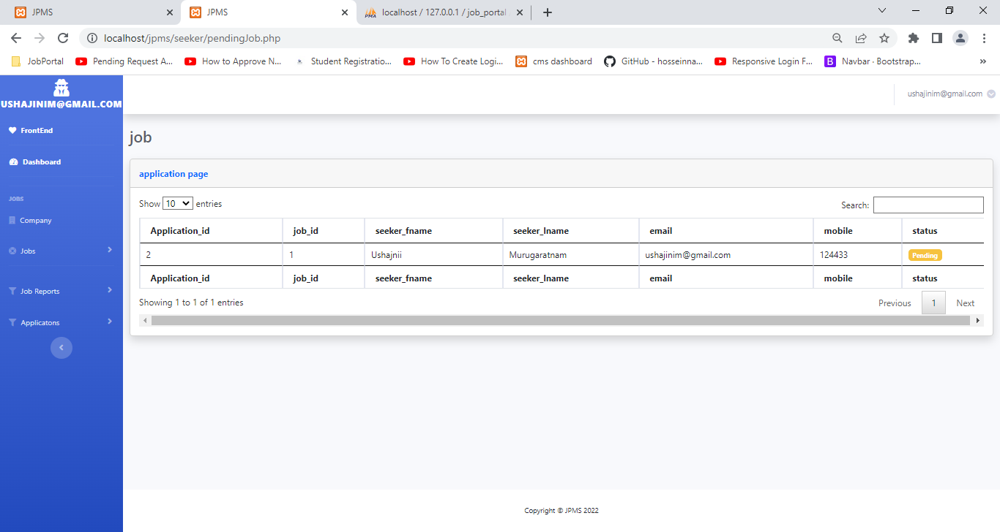 JPMS
JPMS
localhost / 127.0.0.1 / job_portal
localhost/jpms/seeker/pendingJob.php
JobPortal
Pending Request A...
How to Approve N...
Student Registratio...
How To Create Logi...
cms dashboard
GitHub - hosseinna...
Responsive Login F...
Navbar · Bootstrap...
»
USHAJINIM@GMAIL.COM
ushajinim@gmail.com
FrontEnd
Dashboard
JOBS
Company
Jobs
Job Reports
Applicatons
job
application page
Show 10 entries
Search:
Application_id job_id seeker_fname seeker_lname email mobile status
2 1 Ushajnii Murugaratnam ushajinim@gmail.com 124433 Pending
Application_id job_id seeker_fname seeker_lname email mobile status
Showing 1 to 1 of 1 entries
Previous 1 Next
Copyright © JPMS 2022